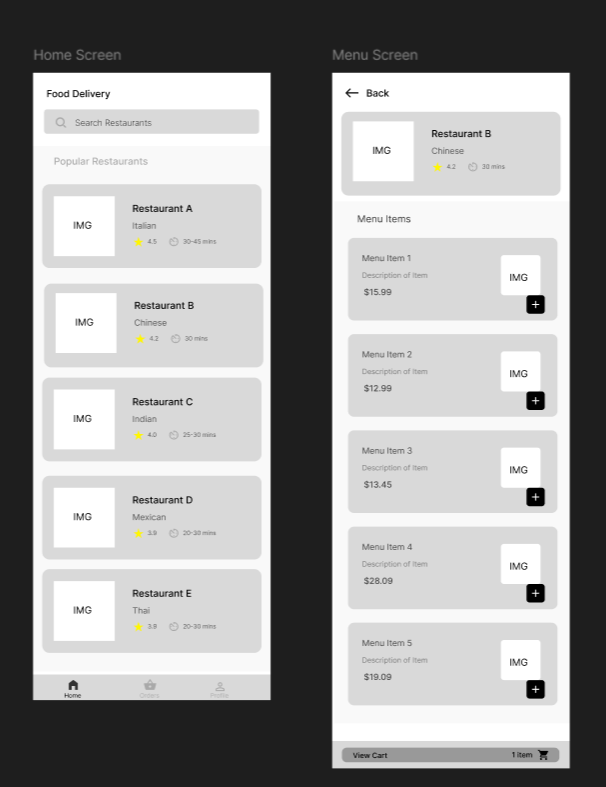 Home Screen
Food Delivery
Search Restaurants
Popular Restaurants
IMG
Restaurant A
Italian
4.5 30-45 mins
IMG
Restaurant B
Chinese
4.2 30 mins
IMG
Restaurant C
Indian
4.0 25-30 mins
IMG
Restaurant D
Mexican
3.9 20-30 mins
IMG
Restaurant E
Thai
3.8 20-30 mins
Home Orders Profile
Menu Screen
Back
IMG
Restaurant B
Chinese
4.2 30 mins
Menu Items
Menu Item 1
Description of Item
$15.99
IMG
+
Menu Item 2
Description of Item
$12.99
IMG
+
Menu Item 3
Description of Item
$13.45
IMG
+
Menu Item 4
Description of Item
$28.09
IMG
+
Menu Item 5
Description of Item
$19.09
IMG
+
View Cart 1 Item